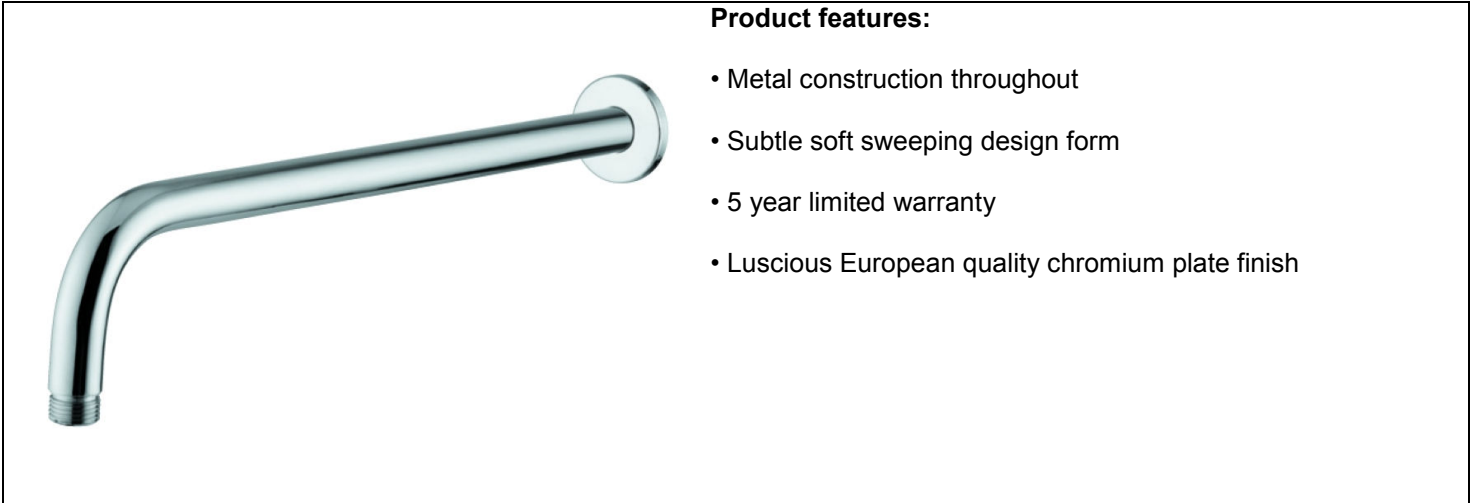 Product features:
• Metal construction throughout
• Subtle soft sweeping design form
• 5 year limited warranty
• Luscious European quality chromium plate finish